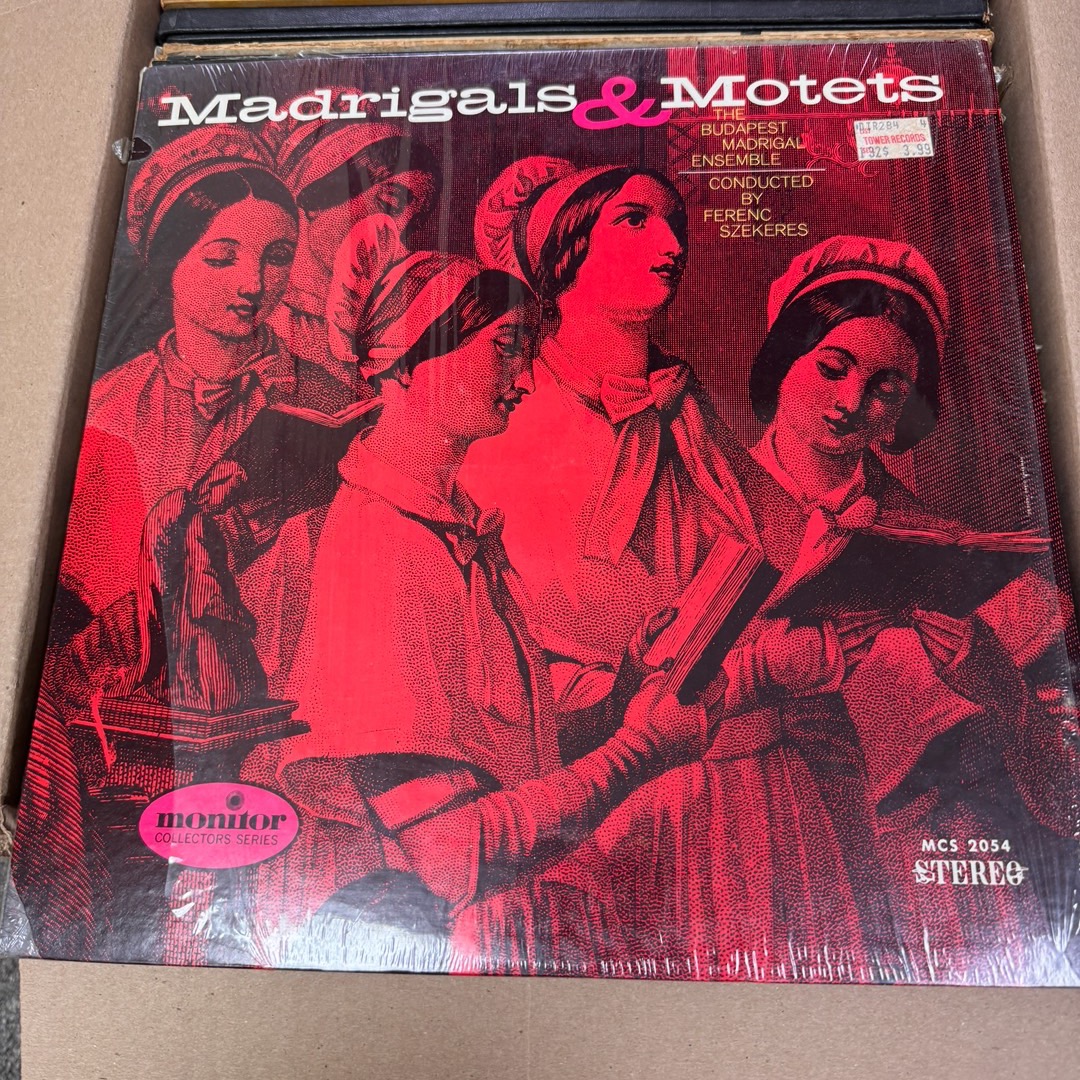 Madrigals & Motets
THE
BUDAPEST
MADRIGAL
ENSEMBLE
CONDUCTED
BY
FERENC
SZEKERES
TOWER RECORDS
3.99
monitor
COLLECTORS SERIES
MCS 2054
STEREO